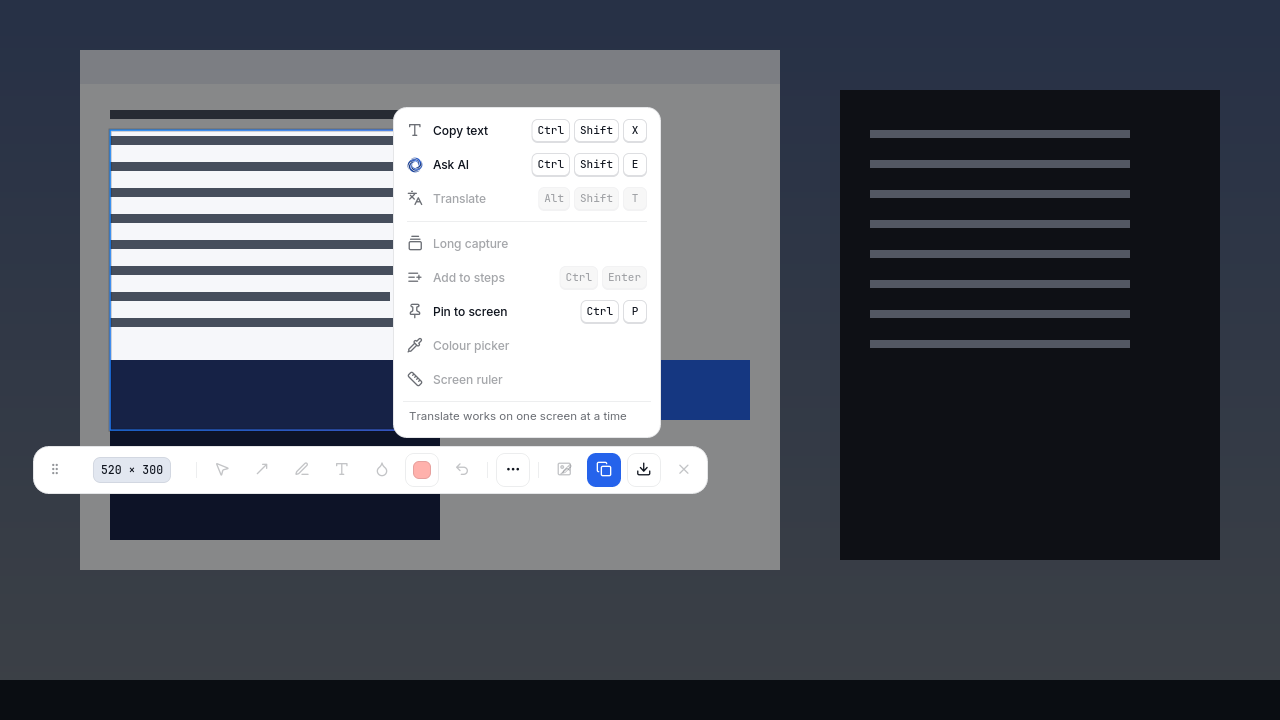 Copy text Ctrl Shift X
Ask AI Ctrl Shift E
Translate Alt Shift T
Long capture
Add to steps Ctrl Enter
Pin to screen Ctrl P
Colour picker
Screen ruler
Translate works on one screen at a time
520 × 300